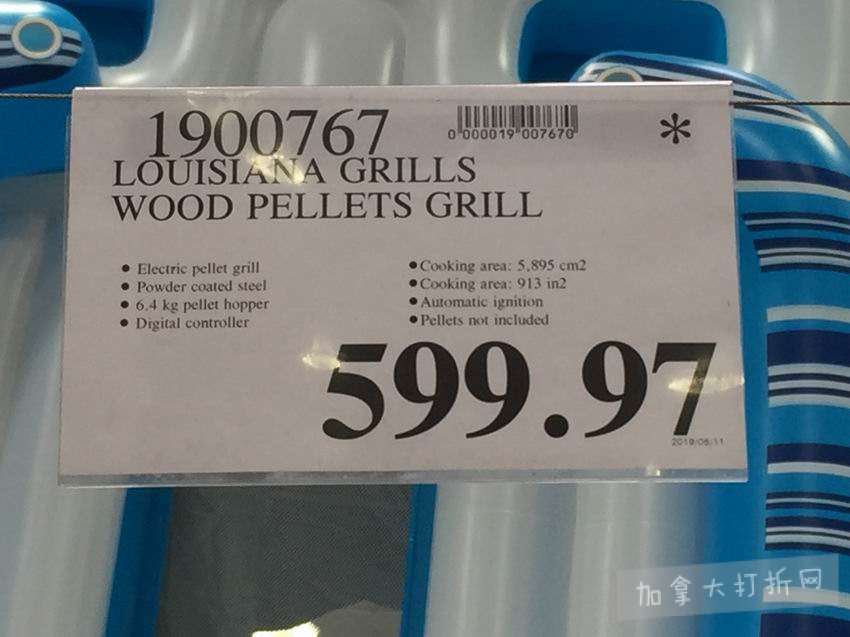 1900767
0 000019 007670
*
LOUISIANA GRILLS
WOOD PELLETS GRILL
● Electric pellet grill
● Powder coated steel
● 6.4 kg pellet hopper
● Digital controller
● Cooking area: 5,895 cm2
● Cooking area: 913 in2
● Automatic ignition
● Pellets not included
599.97
2019/06/11
加拿大打折网